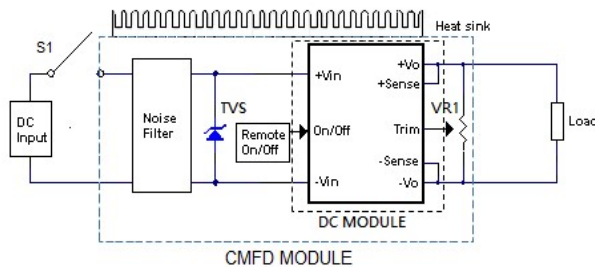 Heat sink
S1
DC
Input
Noise
Filter
TVS
Remote
On/Off
+Vin
On/Off
-Vin
+Vo
+Sense
Trim
-Sense
-Vo
VR1
Load
DC MODULE
CMFD MODULE